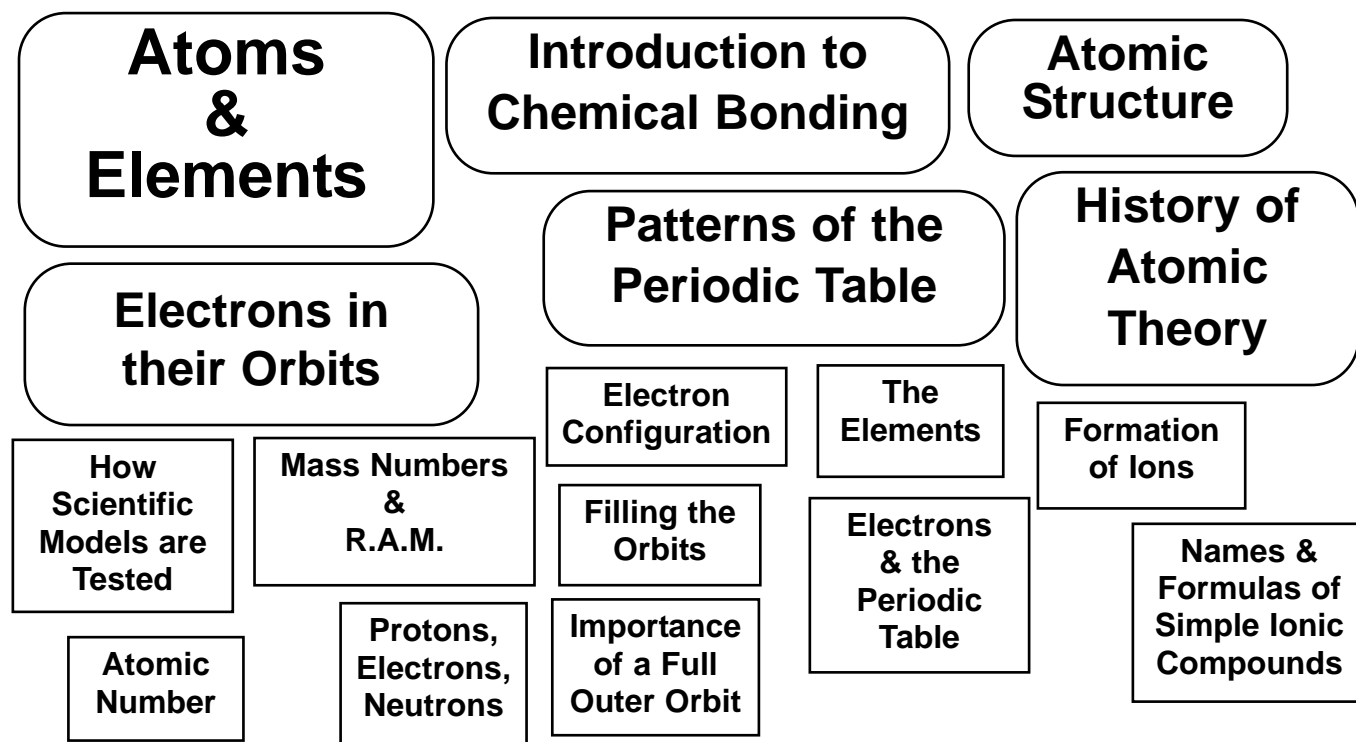 Atoms
&
Elements
Introduction to
Chemical Bonding
Atomic
Structure
Patterns of the
Periodic Table
History of
Atomic
Theory
Electrons in
their Orbits
Electron
Configuration
The
Elements
Formation
of Ions
How
Scientific
Models are
Tested
Mass Numbers
&
R.A.M.
Filling the
Orbits
Electrons
& the
Periodic
Table
Names &
Formulas of
Simple Ionic
Compounds
Atomic
Number
Protons,
Electrons,
Neutrons
Importance
of a Full
Outer Orbit